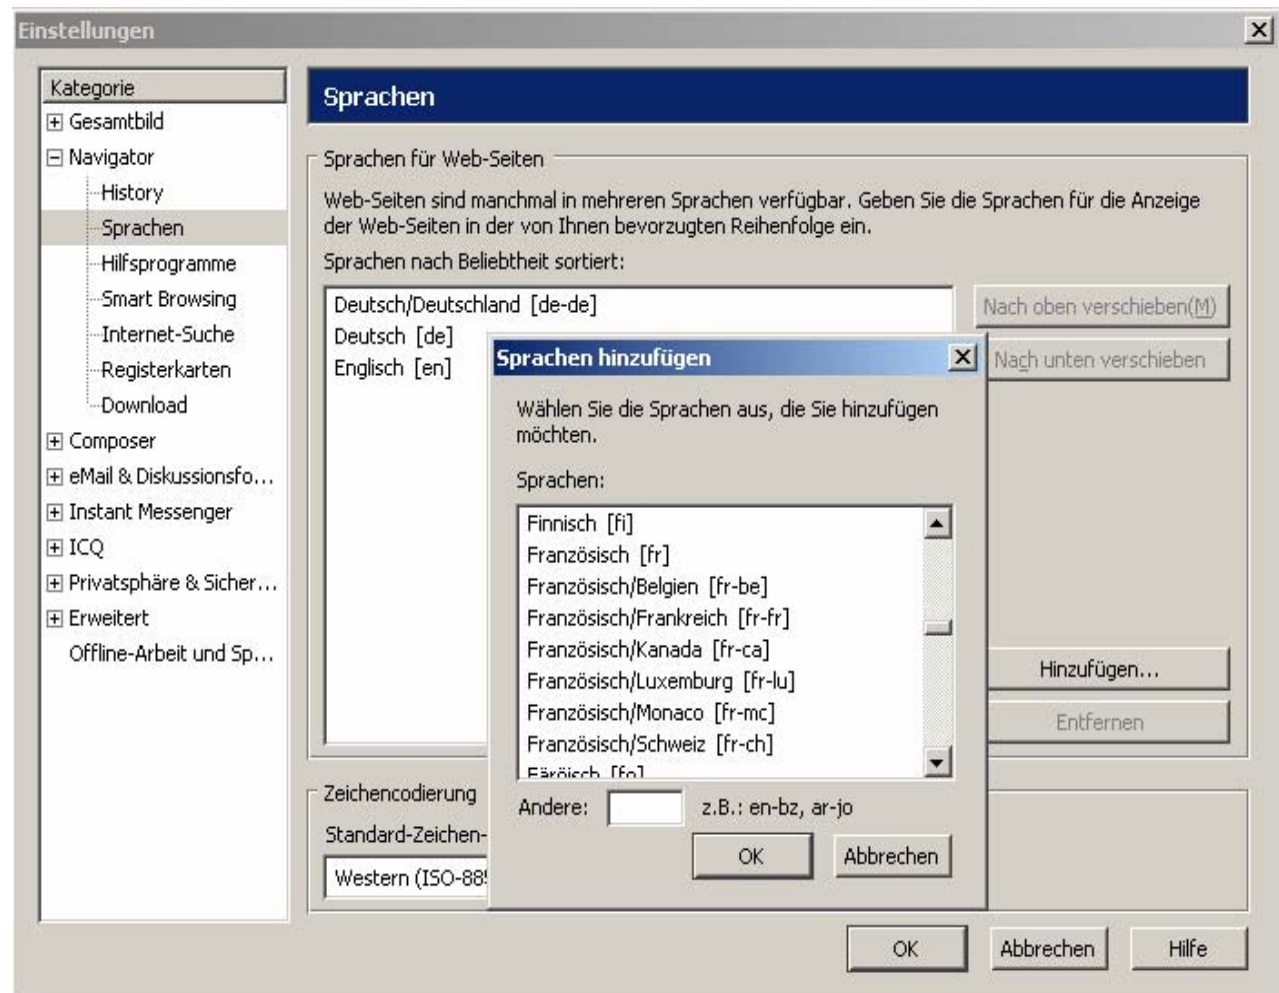 Einstellungen
Kategorie
Gesamtbild
Navigator
History
Sprachen
Hilfsprogramme
Smart Browsing
Internet-Suche
Registerkarten
Download
Composer
eMail & Diskussionsfo...
Instant Messenger
ICQ
Privatsphäre & Sicher...
Erweitert
Offline-Arbeit und Sp...
Sprachen
Sprachen für Web-Seiten
Web-Seiten sind manchmal in mehreren Sprachen verfügbar. Geben Sie die Sprachen für die Anzeige
der Web-Seiten in der von Ihnen bevorzugten Reihenfolge ein.
Sprachen nach Beliebtheit sortiert:
Deutsch/Deutschland [de-de]
Deutsch [de]
Englisch [en]
Nach oben verschieben(M)
Nach unten verschieben
Hinzufügen...
Entfernen
Sprachen hinzufügen
Wählen Sie die Sprachen aus, die Sie hinzufügen
möchten.
Sprachen:
Finnisch [fi]
Französisch [fr]
Französisch/Belgien [fr-be]
Französisch/Frankreich [fr-fr]
Französisch/Kanada [fr-ca]
Französisch/Luxemburg [fr-lu]
Französisch/Monaco [fr-mc]
Französisch/Schweiz [fr-ch]
Färöisch [fo]
Andere: z.B.: en-bz, ar-jo
OK Abbrechen
Zeichencodierung
Standard-Zeichen-
Western (ISO-885
OK Abbrechen Hilfe